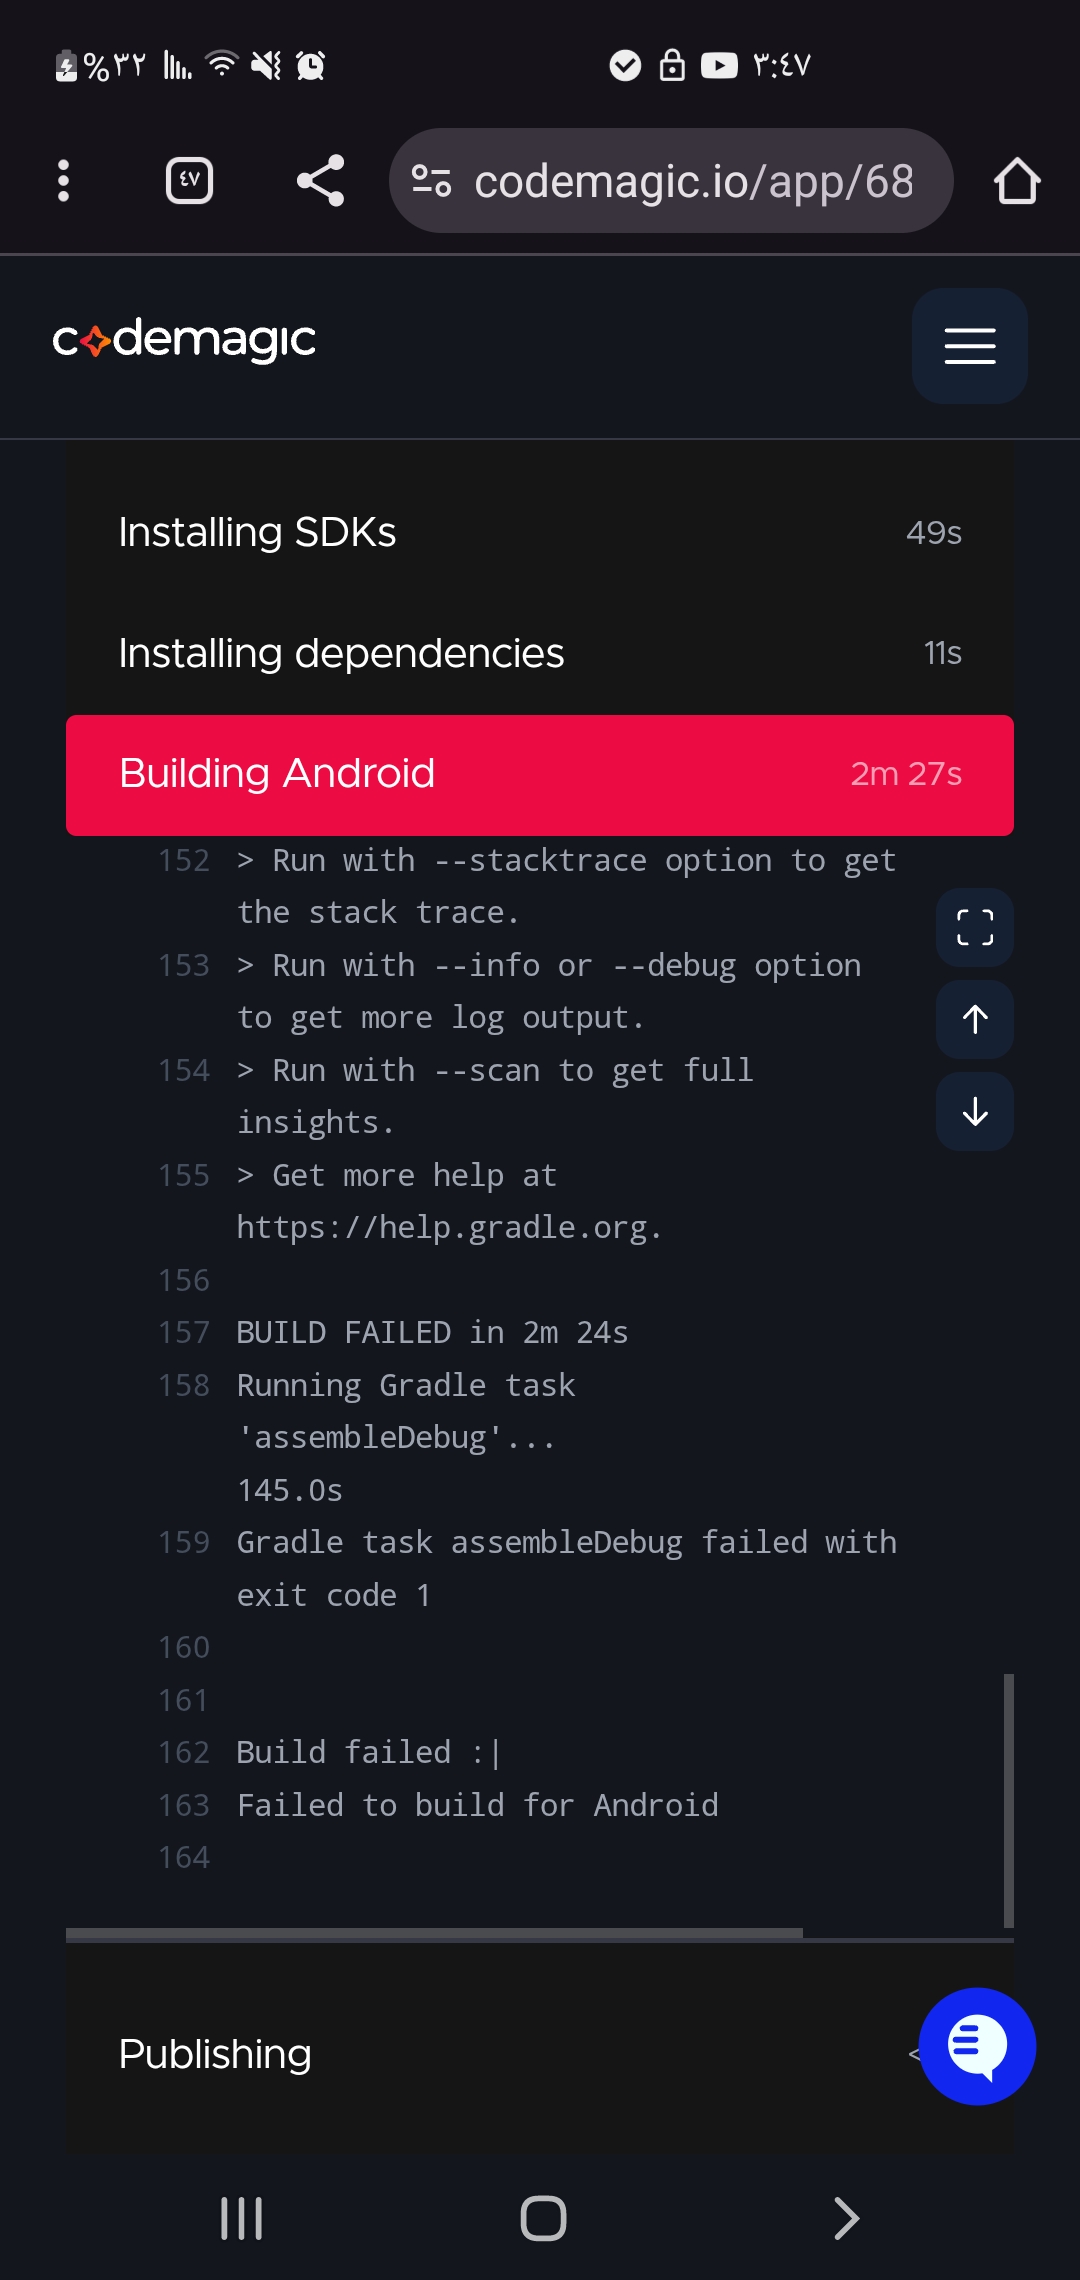 %٣٢
٣:٤٧
٤٧
codemagic.io/app/68
codemagic
Installing SDKs 49s
Installing dependencies 11s
Building Android 2m 27s
152 > Run with --stacktrace option to get
the stack trace.
153 > Run with --info or --debug option
to get more log output.
154 > Run with --scan to get full
insights.
155 > Get more help at
https://help.gradle.org.
156
157 BUILD FAILED in 2m 24s
158 Running Gradle task
'assembleDebug'...
145.0s
159 Gradle task assembleDebug failed with
exit code 1
160
161
162 Build failed :|
163 Failed to build for Android
164
Publishing <